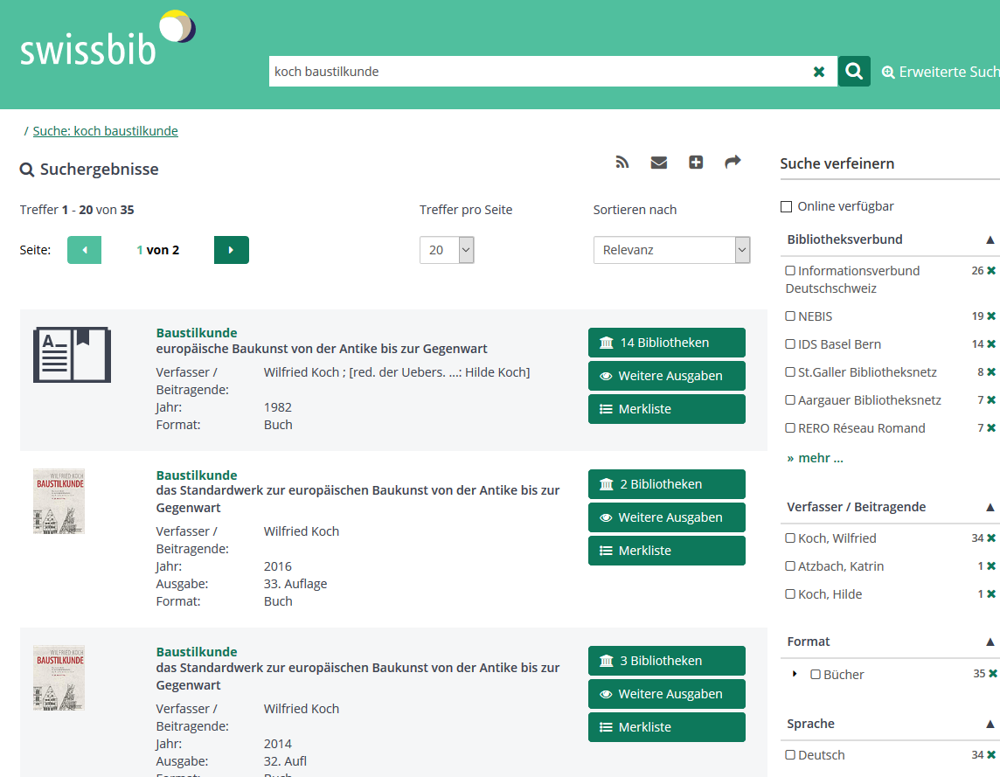 swissbib
koch baustilkunde
Erweiterte Such
/ Suche: koch baustilkunde
Suchergebnisse
Treffer 1 - 20 von 35
Treffer pro Seite
Sortieren nach
Seite:
1 von 2
20
Relevanz
Baustilkunde
europäische Baukunst von der Antike bis zur Gegenwart
Verfasser / Beitragende: Wilfried Koch ; [red. der Uebers. ...: Hilde Koch]
Jahr: 1982
Format: Buch
14 Bibliotheken
Weitere Ausgaben
Merkliste
WILFRIED KOCH
BAUSTILKUNDE
Baustilkunde
das Standardwerk zur europäischen Baukunst von der Antike bis zur
Gegenwart
Verfasser / Beitragende: Wilfried Koch
Jahr: 2016
Ausgabe: 33. Auflage
Format: Buch
2 Bibliotheken
Weitere Ausgaben
Merkliste
WILFRIED KOCH
BAUSTILKUNDE
Baustilkunde
das Standardwerk zur europäischen Baukunst von der Antike bis zur
Gegenwart
Verfasser / Beitragende: Wilfried Koch
Jahr: 2014
Ausgabe: 32. Aufl
Format: Buch
3 Bibliotheken
Weitere Ausgaben
Merkliste
Suche verfeinern
Online verfügbar
Bibliotheksverbund
Informationsverbund Deutschschweiz 26
NEBIS 19
IDS Basel Bern 14
St.Galler Bibliotheksnetz 8
Aargauer Bibliotheksnetz 7
RERO Réseau Romand 7
» mehr ...
Verfasser / Beitragende
Koch, Wilfried 34
Atzbach, Katrin 1
Koch, Hilde 1
Format
Bücher 35
Sprache
Deutsch 34